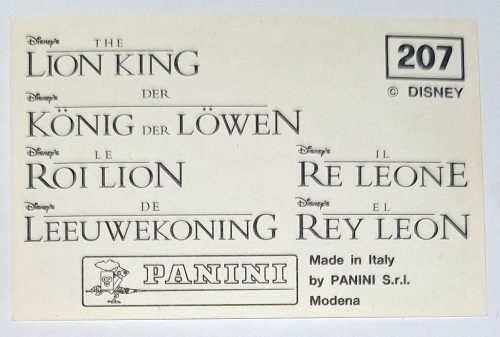 Disney's THE
LION KING
207
© DISNEY
Disney's DER
KÖNIG DER LÖWEN
Disney's LE
ROI LION
Disney's IL
RE LEONE
Disney's DE
LEEUWEKONING
Disney's EL
REY LEON
PANINI
Made in Italy
by PANINI S.r.l.
Modena